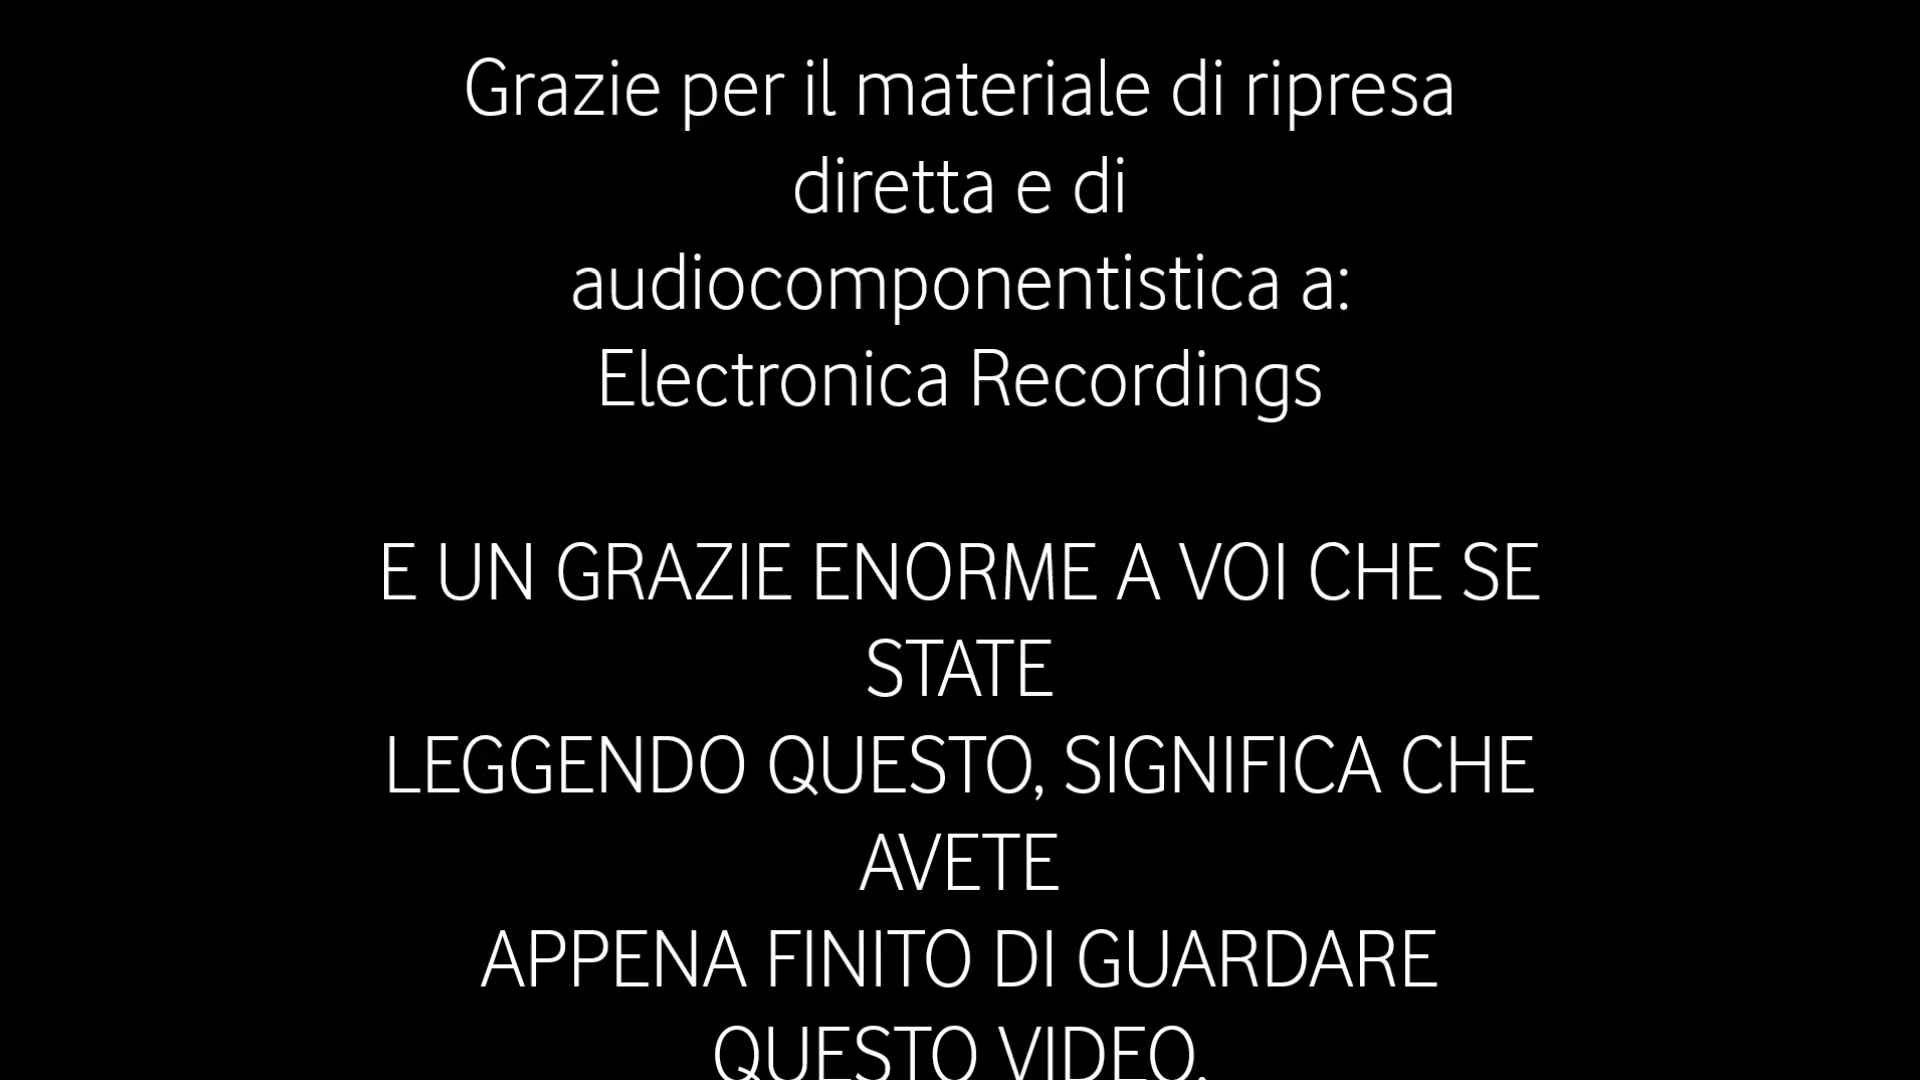 Grazie per il materiale di ripresa
diretta e di
audiocomponentistica a:
Electronica Recordings
E UN GRAZIE ENORME A VOI CHE SE
STATE
LEGGENDO QUESTO, SIGNIFICA CHE
AVETE
APPENA FINITO DI GUARDARE
QUESTO VIDEO.